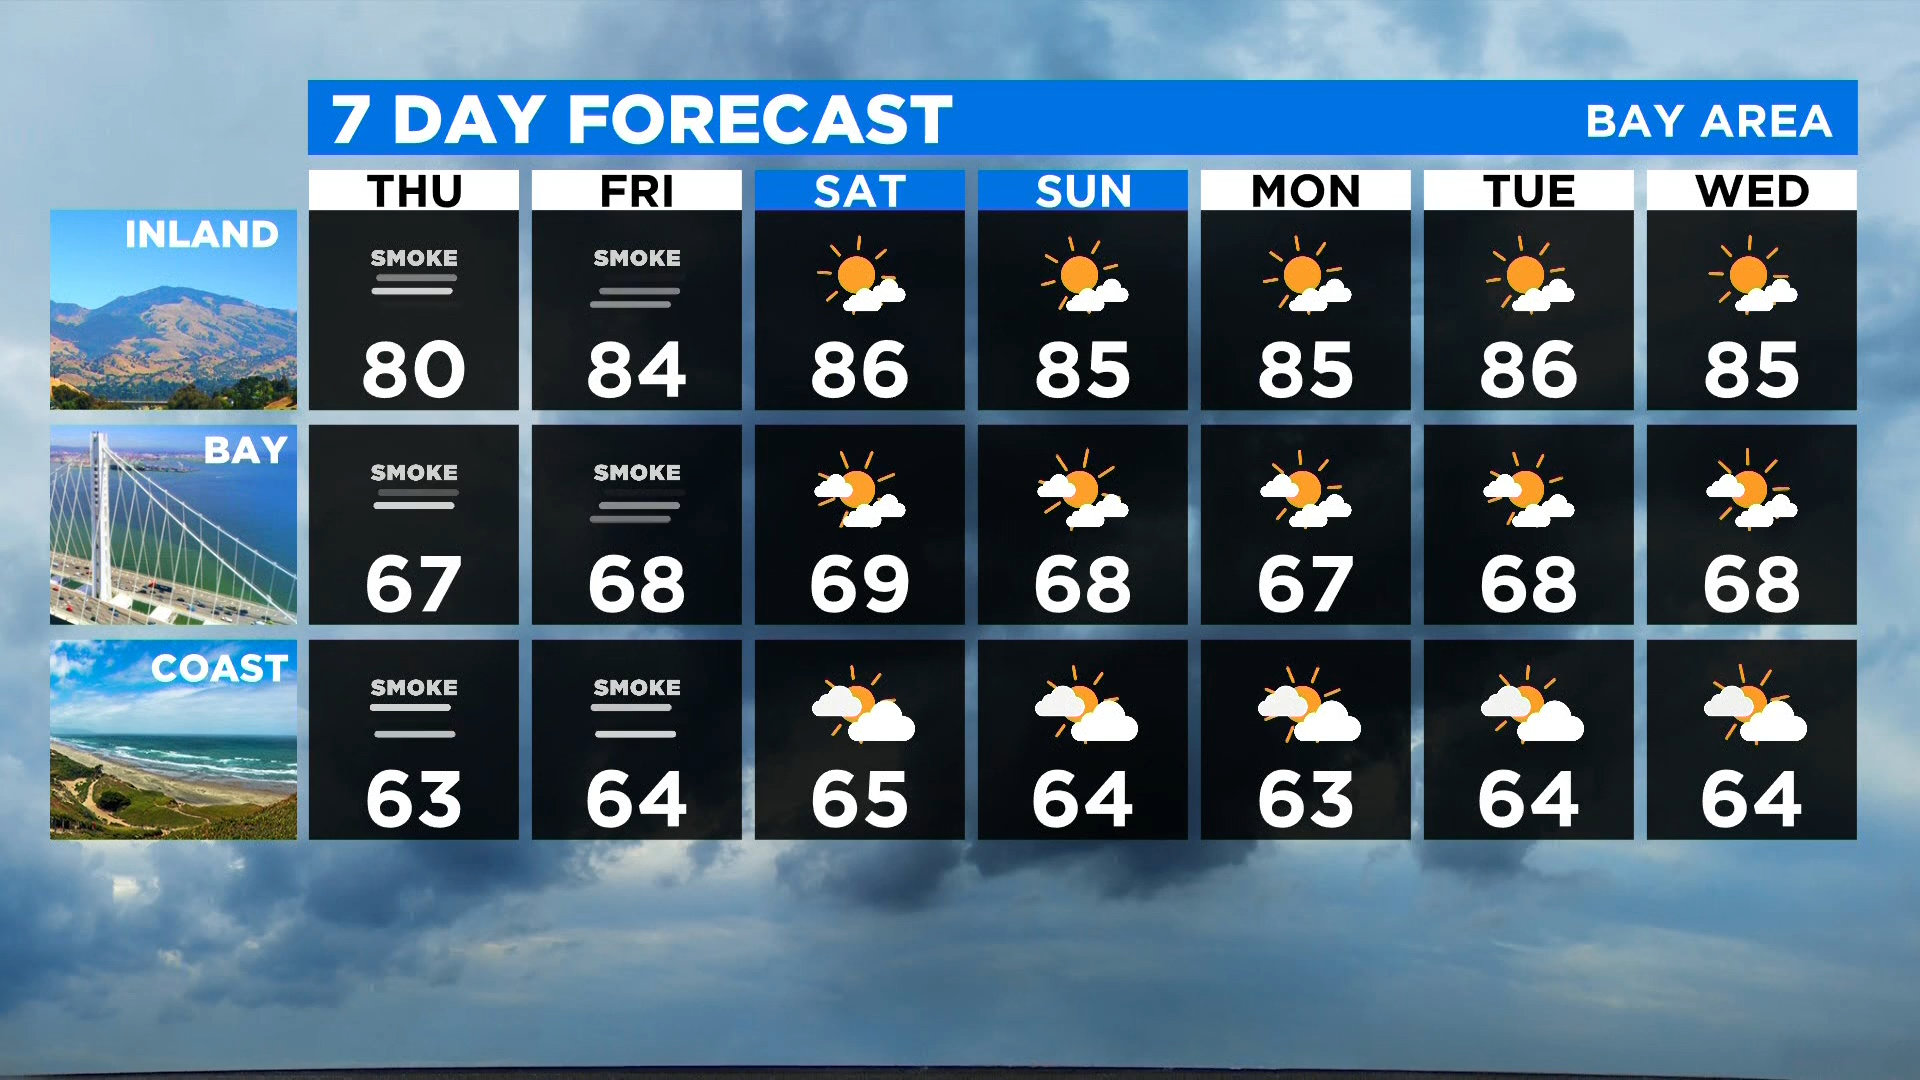 7 DAY FORECAST BAY AREA
THU FRI SAT SUN MON TUE WED
INLAND
SMOKE SMOKE
80 84 86 85 85 86 85
BAY
SMOKE SMOKE
67 68 69 68 67 68 68
COAST
SMOKE SMOKE
63 64 65 64 63 64 64